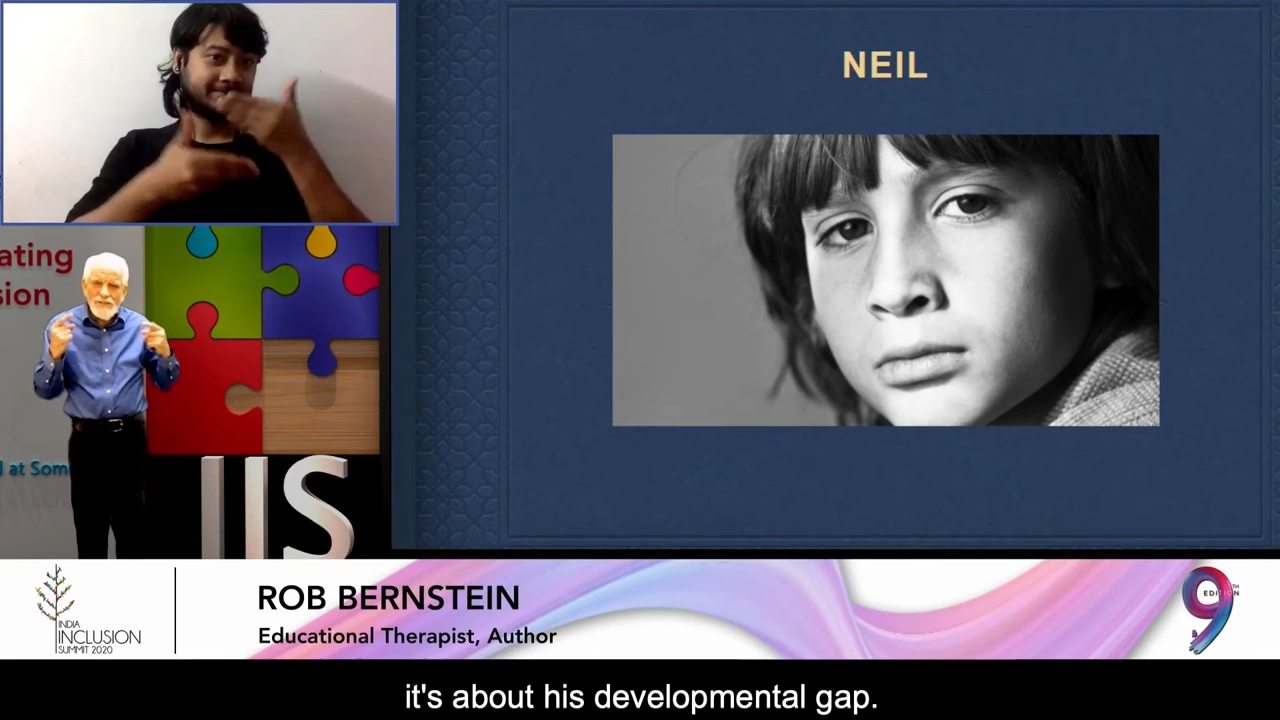 NEIL
ating
sion
at Som
IIS
INDIA
INCLUSION
SUMMIT 2020
ROB BERNSTEIN
Educational Therapist, Author
9TH
EDITION
it's about his developmental gap.